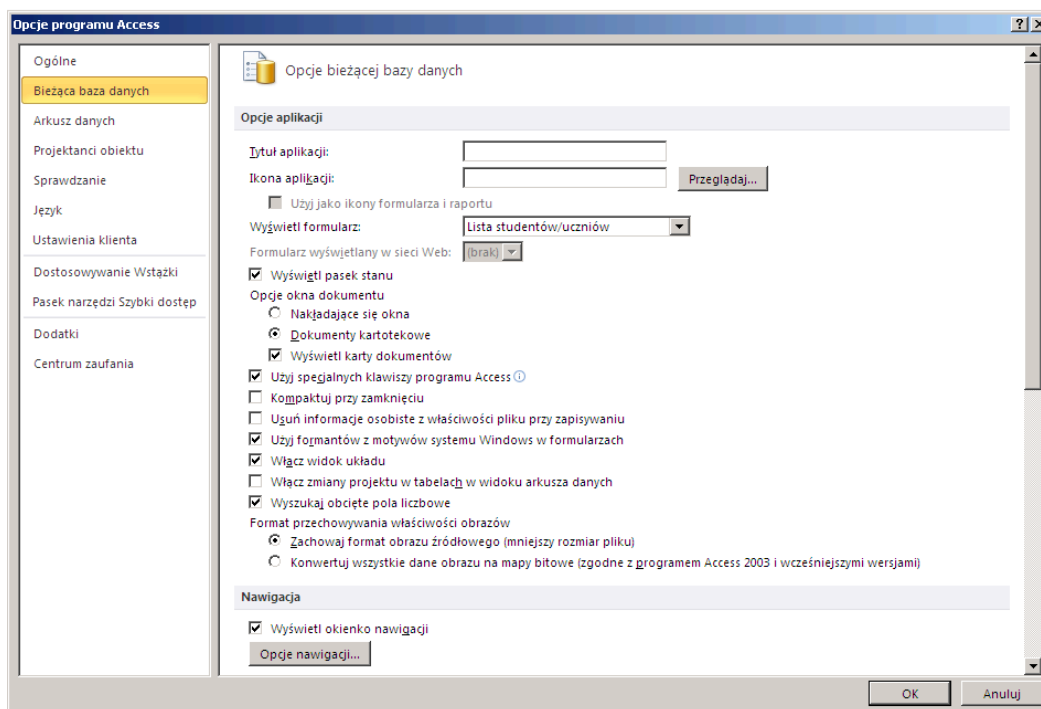 Opcje programu Access
Ogólne
Bieżąca baza danych
Arkusz danych
Projektanci obiektu
Sprawdzanie
Język
Ustawienia klienta
Dostosowywanie Wstążki
Pasek narzędzi Szybki dostęp
Dodatki
Centrum zaufania
Opcje bieżącej bazy danych
Opcje aplikacji
Tytuł aplikacji:
Ikona aplikacji: Przeglądaj...
Użyj jako ikony formularza i raportu
Wyświetl formularz: Lista studentów/uczniów
Formularz wyświetlany w sieci Web: (brak)
Wyświetl pasek stanu
Opcje okna dokumentu
Nakładające się okna
Dokumenty kartotekowe
Wyświetl karty dokumentów
Użyj specjalnych klawiszy programu Access
Kompaktuj przy zamknięciu
Usuń informacje osobiste z właściwości pliku przy zapisywaniu
Użyj formantów z motywów systemu Windows w formularzach
Włącz widok układu
Włącz zmiany projektu w tabelach w widoku arkusza danych
Wyszukaj obcięte pola liczbowe
Format przechowywania właściwości obrazów
Zachowaj format obrazu źródłowego (mniejszy rozmiar pliku)
Konwertuj wszystkie dane obrazu na mapy bitowe (zgodne z programem Access 2003 i wcześniejszymi wersjami)
Nawigacja
Wyświetl okienko nawigacji
Opcje nawigacji...
OK Anuluj